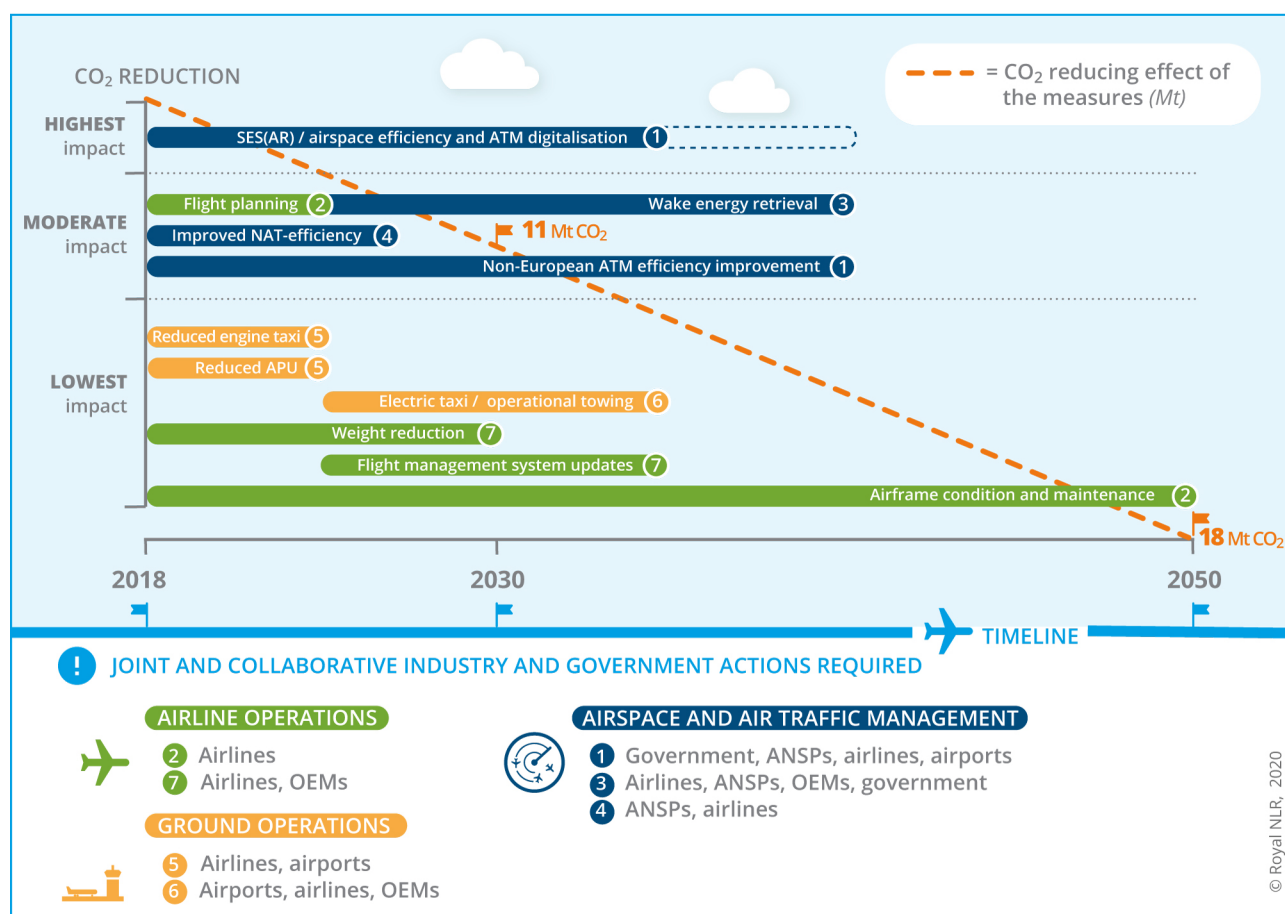 CO₂ REDUCTION
= CO₂ reducing effect of
the measures (Mt)
HIGHEST
impact
SES(AR) / airspace efficiency and ATM digitalisation 1
MODERATE
impact
Flight planning 2
Wake energy retrieval 3
Improved NAT-efficiency 4
11 Mt CO₂
Non-European ATM efficiency improvement 1
LOWEST
impact
Reduced engine taxi 5
Reduced APU 5
Electric taxi / operational towing 6
Weight reduction 7
Flight management system updates 7
Airframe condition and maintenance 2
18 Mt CO₂
2018
2030
2050
TIMELINE
! JOINT AND COLLABORATIVE INDUSTRY AND GOVERNMENT ACTIONS REQUIRED
AIRLINE OPERATIONS
2 Airlines
7 Airlines, OEMs
GROUND OPERATIONS
5 Airlines, airports
6 Airports, airlines, OEMs
AIRSPACE AND AIR TRAFFIC MANAGEMENT
1 Government, ANSPs, airlines, airports
3 Airlines, ANSPs, OEMs, government
4 ANSPs, airlines
© Royal NLR, 2020